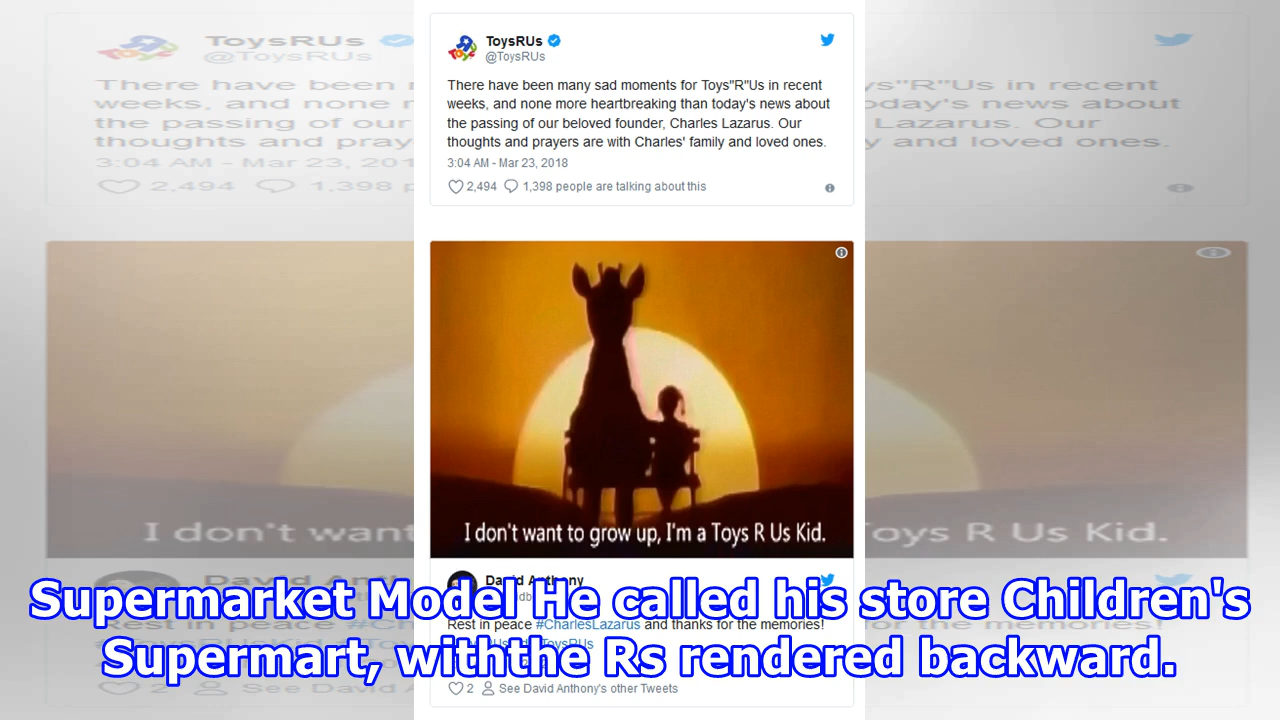 ToysRUs
@ToysRUs
There have been many sad moments for Toys"R"Us in recent
weeks, and none more heartbreaking than today's news about
the passing of our beloved founder, Charles Lazarus. Our
thoughts and prayers are with Charles' family and loved ones.
3:04 AM - Mar 23, 2018
2,494 1,398 people are talking about this
I don't want to grow up, I'm a Toys R Us Kid.
David Anthony
Rest in peace #CharlesLazarus and thanks for the memories!
2 See David Anthony's other Tweets
Supermarket Model He called his store Children's
Supermart, withthe Rs rendered backward.